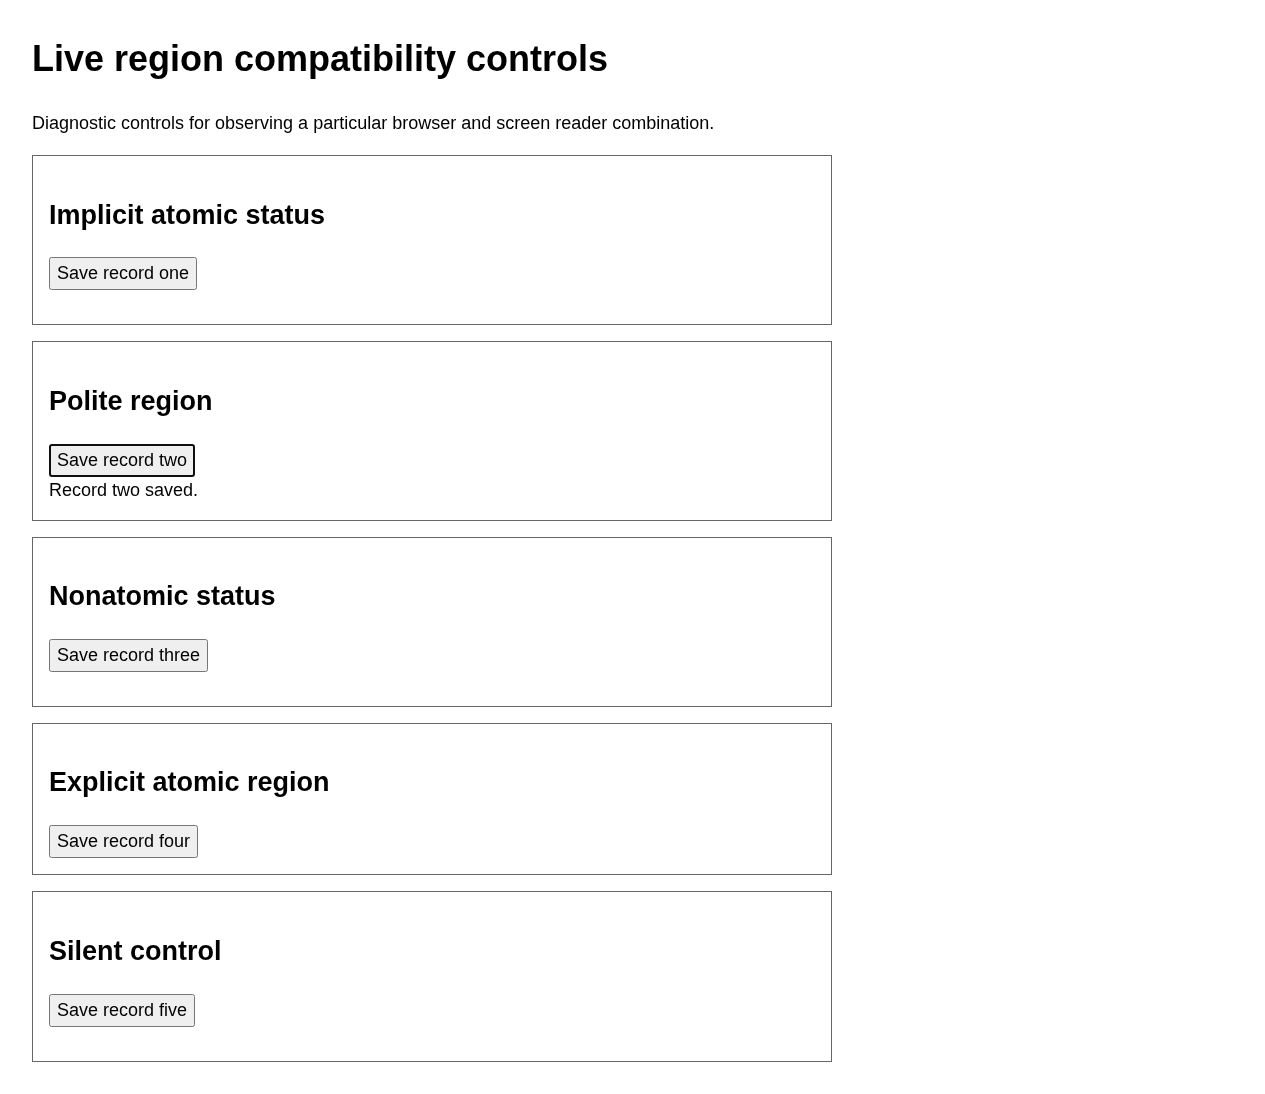 Live region compatibility controls
Diagnostic controls for observing a particular browser and screen reader combination.
Implicit atomic status
Save record one
Polite region
Save record two
Record two saved.
Nonatomic status
Save record three
Explicit atomic region
Save record four
Silent control
Save record five